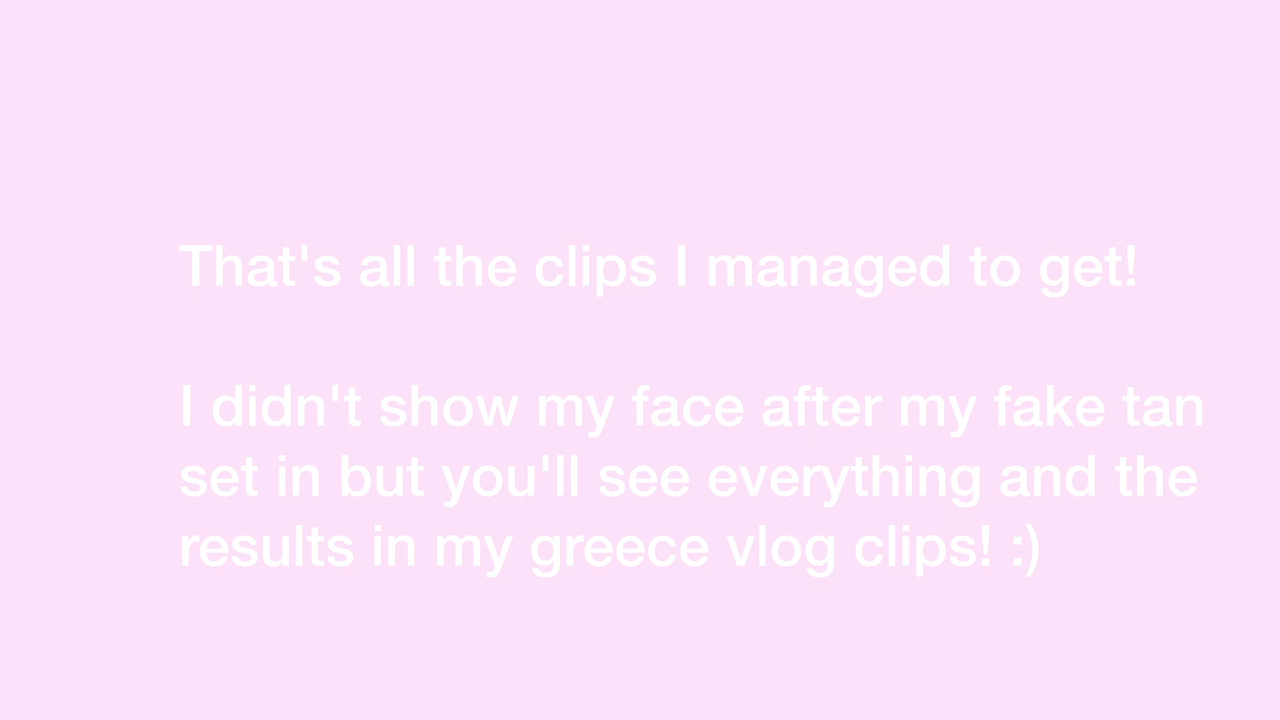 That's all the clips I managed to get!
I didn't show my face after my fake tan
set in but you'll see everything and the
results in my greece vlog clips! :)